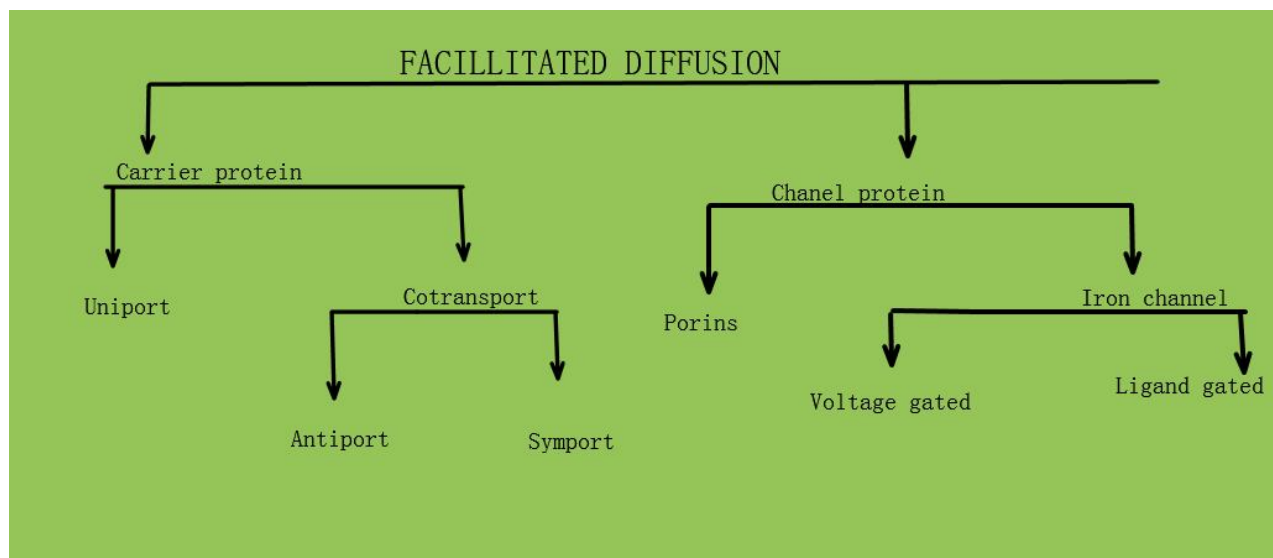 FACILLITATED DIFFUSION
Carrier protein
Chanel protein
Uniport
Cotransport
Porins
Iron channel
Antiport
Symport
Voltage gated
Ligand gated